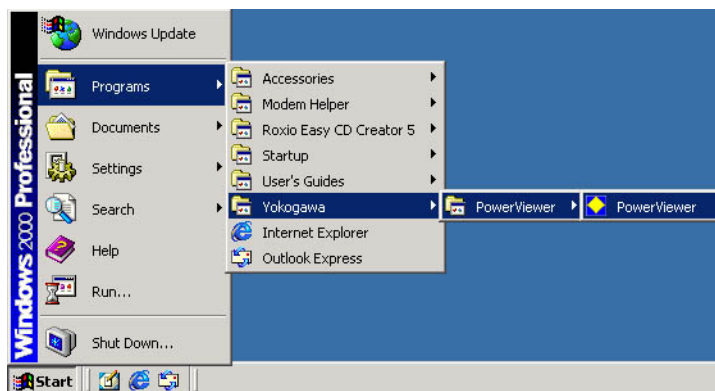 Windows 2000 Professional
Windows Update
Programs
Documents
Settings
Search
Help
Run...
Shut Down...
Accessories
Modem Helper
Roxio Easy CD Creator 5
Startup
User's Guides
Yokogawa
Internet Explorer
Outlook Express
PowerViewer
PowerViewer
Start